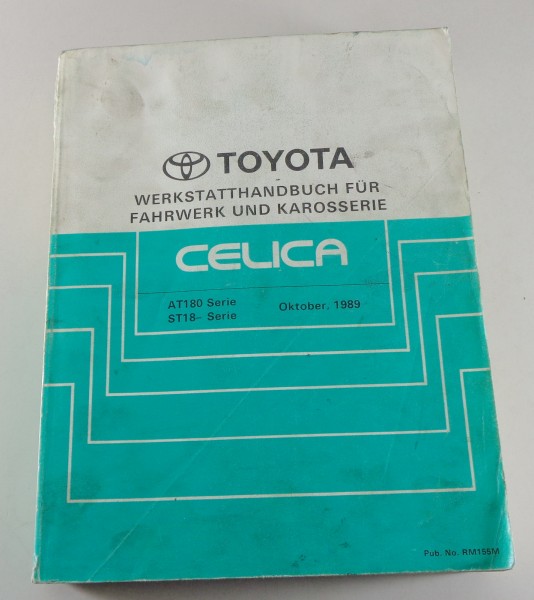 TOYOTA
WERKSTATTHANDBUCH FÜR
FAHRWERK UND KAROSSERIE
CELICA
AT180 Serie
ST18– Serie
Oktober, 1989
Pub. No. RM155M